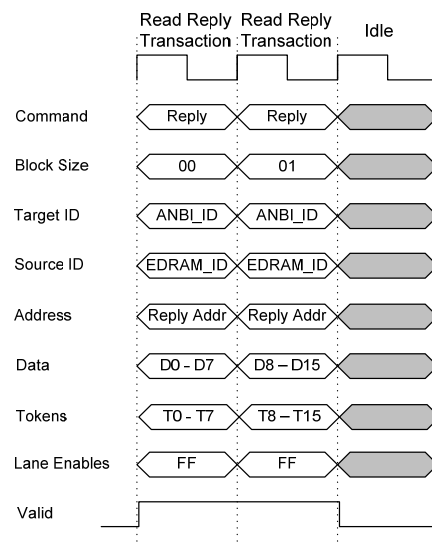 Read Reply Read Reply
Transaction Transaction Idle
Command Reply Reply
Block Size 00 01
Target ID ANBI_ID ANBI_ID
Source ID EDRAM_ID EDRAM_ID
Address Reply Addr Reply Addr
Data D0 - D7 D8 – D15
Tokens T0 - T7 T8 – T15
Lane Enables FF FF
Valid